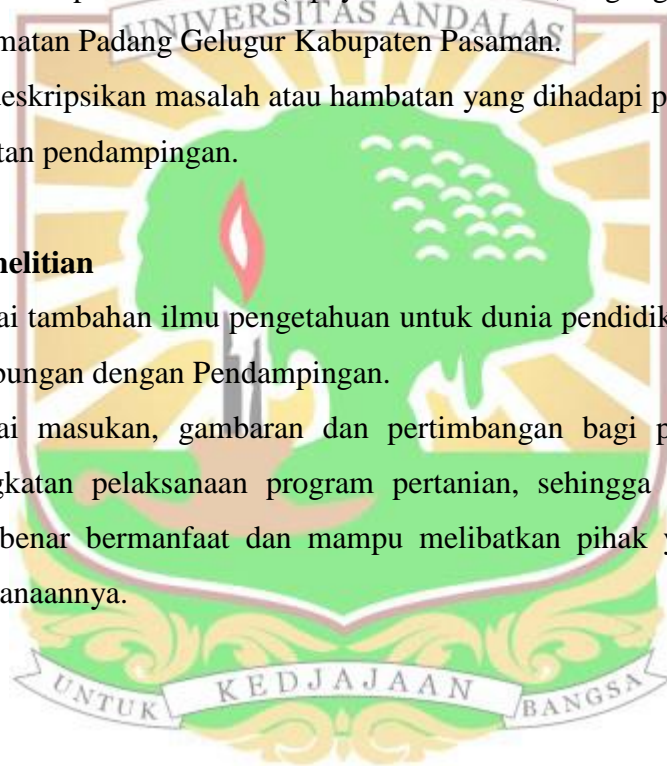 UNIVERSITAS ANDALAS
matan Padang Gelugur Kabupaten Pasaman.
eskripsikan masalah atau hambatan yang dihadapi p
tan pendampingan.
nelitian
ai tambahan ilmu pengetahuan untuk dunia pendidik
bungan dengan Pendampingan.
ai masukan, gambaran dan pertimbangan bagi p
gkatan pelaksanaan program pertanian, sehingga
benar bermanfaat dan mampu melibatkan pihak y
anaannya.
UNTUK KEDJAJAAN BANGSA